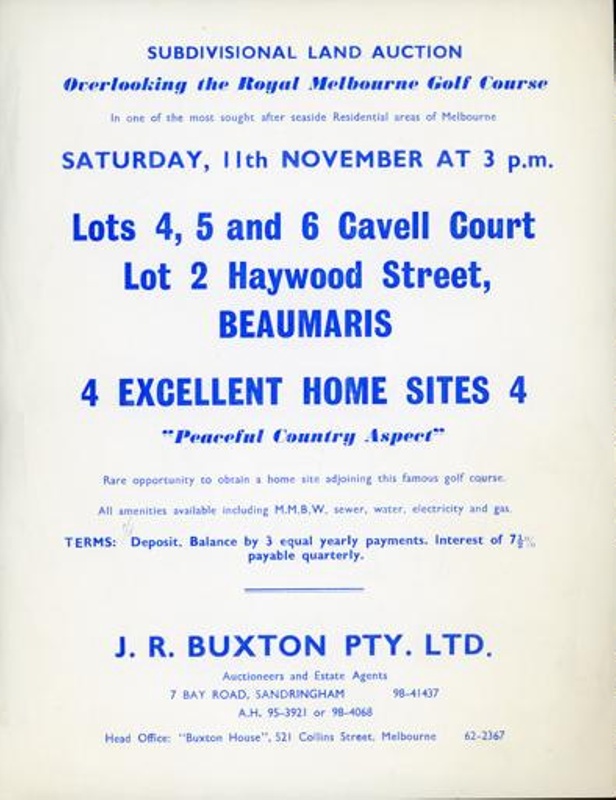 SUBDIVISIONAL LAND AUCTION
Overlooking the Royal Melbourne Golf Course
In one of the most sought after seaside Residential areas of Melbourne
SATURDAY, 11th NOVEMBER AT 3 p.m.
Lots 4, 5 and 6 Cavell Court
Lot 2 Haywood Street,
BEAUMARIS
4 EXCELLENT HOME SITES 4
"Peaceful Country Aspect"
Rare opportunity to obtain a home site adjoining this famous golf course.
All amenities available including M.M.B.W. sewer, water, electricity and gas.
TERMS: Deposit. Balance by 3 equal yearly payments. Interest of 7½%
payable quarterly.
J. R. BUXTON PTY. LTD.
Auctioneers and Estate Agents
7 BAY ROAD, SANDRINGHAM 98-41437
A.H. 95-3921 or 98-4068
Head Office: "Buxton House", 521 Collins Street, Melbourne 62-2367